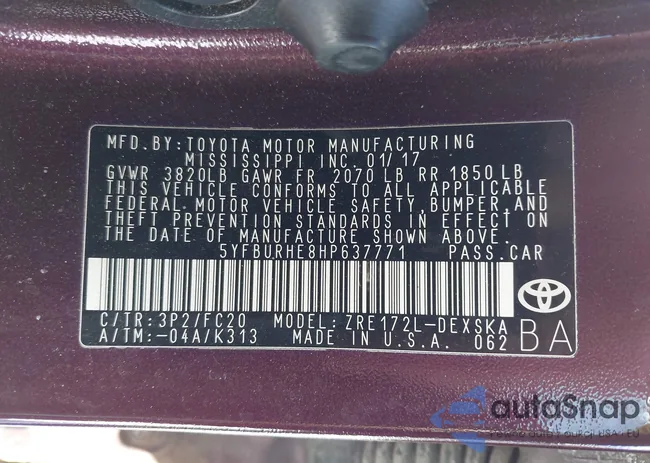 MFD.BY:TOYOTA MOTOR MANUFACTURING
MISSISSIPPI INC. 01/17
GVWR 3820LB GAWR FR 2070 LB RR 1850 LB
THIS VEHICLE CONFORMS TO ALL APPLICABLE
FEDERAL MOTOR VEHICLE SAFETY, BUMPER, AND
THEFT PREVENTION STANDARDS IN EFFECT ON
THE DATE OF MANUFACTURE SHOWN ABOVE.
5YFBURHE8HP637771 PASS.CAR
C/TR:3P2/FC20 MODEL:ZRE172L-DEXSKA
A/TM:-04A/K313 MADE IN U.S.A. 062 BA
autoSnap